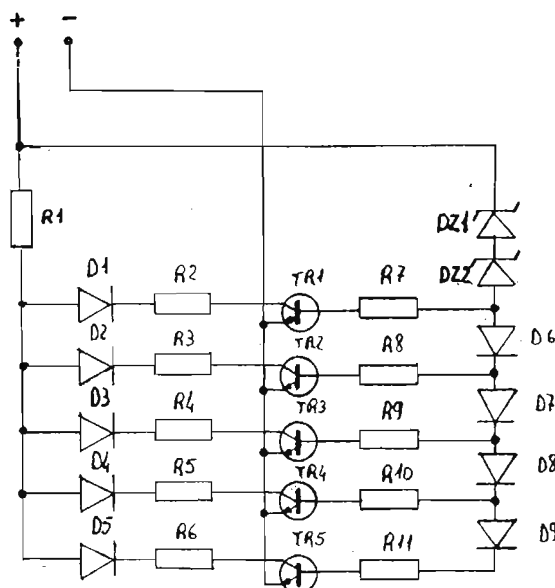 + −
R1
DZ1
DZ2
D1 R2 TR1 R7
D6
D2 R3 TR2 R8
D7
D3 R4 TR3 R9
D8
D4 R5 TR4 R10
D9
D5 R6 TR5 R11